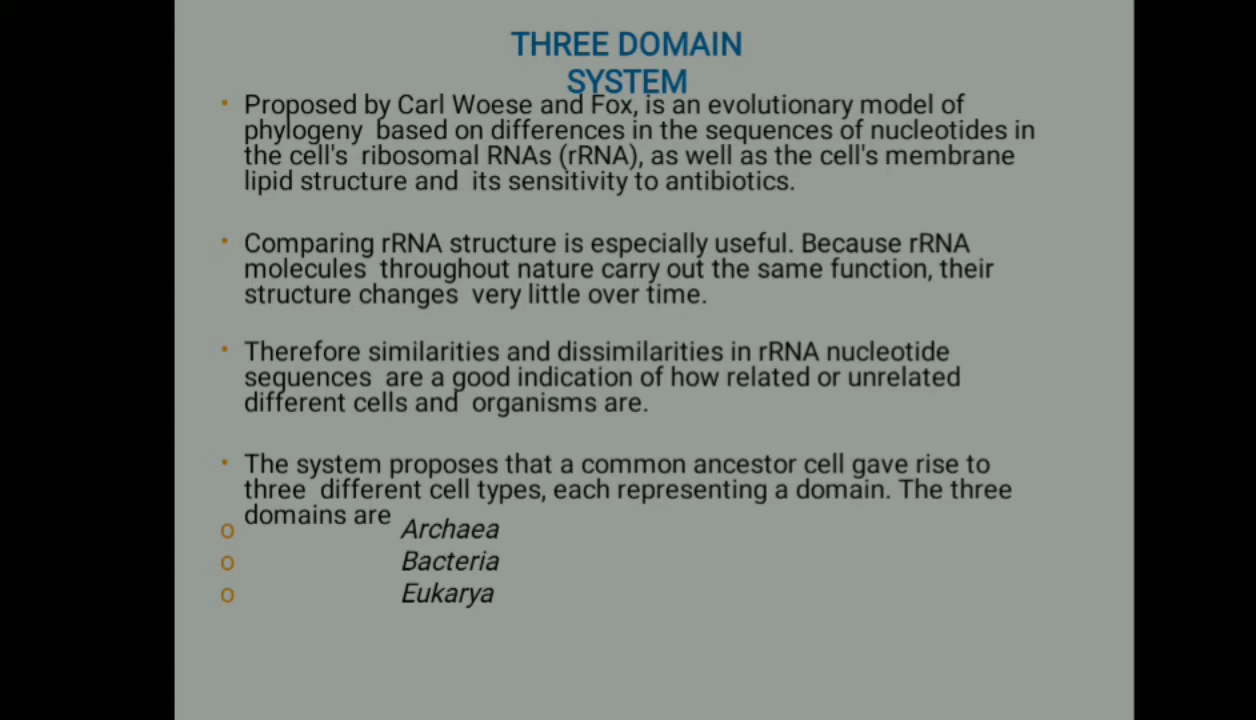 THREE DOMAIN
SYSTEM
• Proposed by Carl Woese and Fox, is an evolutionary model of
phylogeny based on differences in the sequences of nucleotides in
the cell's ribosomal RNAs (rRNA), as well as the cell's membrane
lipid structure and its sensitivity to antibiotics.
• Comparing rRNA structure is especially useful. Because rRNA
molecules throughout nature carry out the same function, their
structure changes very little over time.
• Therefore similarities and dissimilarities in rRNA nucleotide
sequences are a good indication of how related or unrelated
different cells and organisms are.
• The system proposes that a common ancestor cell gave rise to
three different cell types, each representing a domain. The three
domains are
o Archaea
o Bacteria
o Eukarya